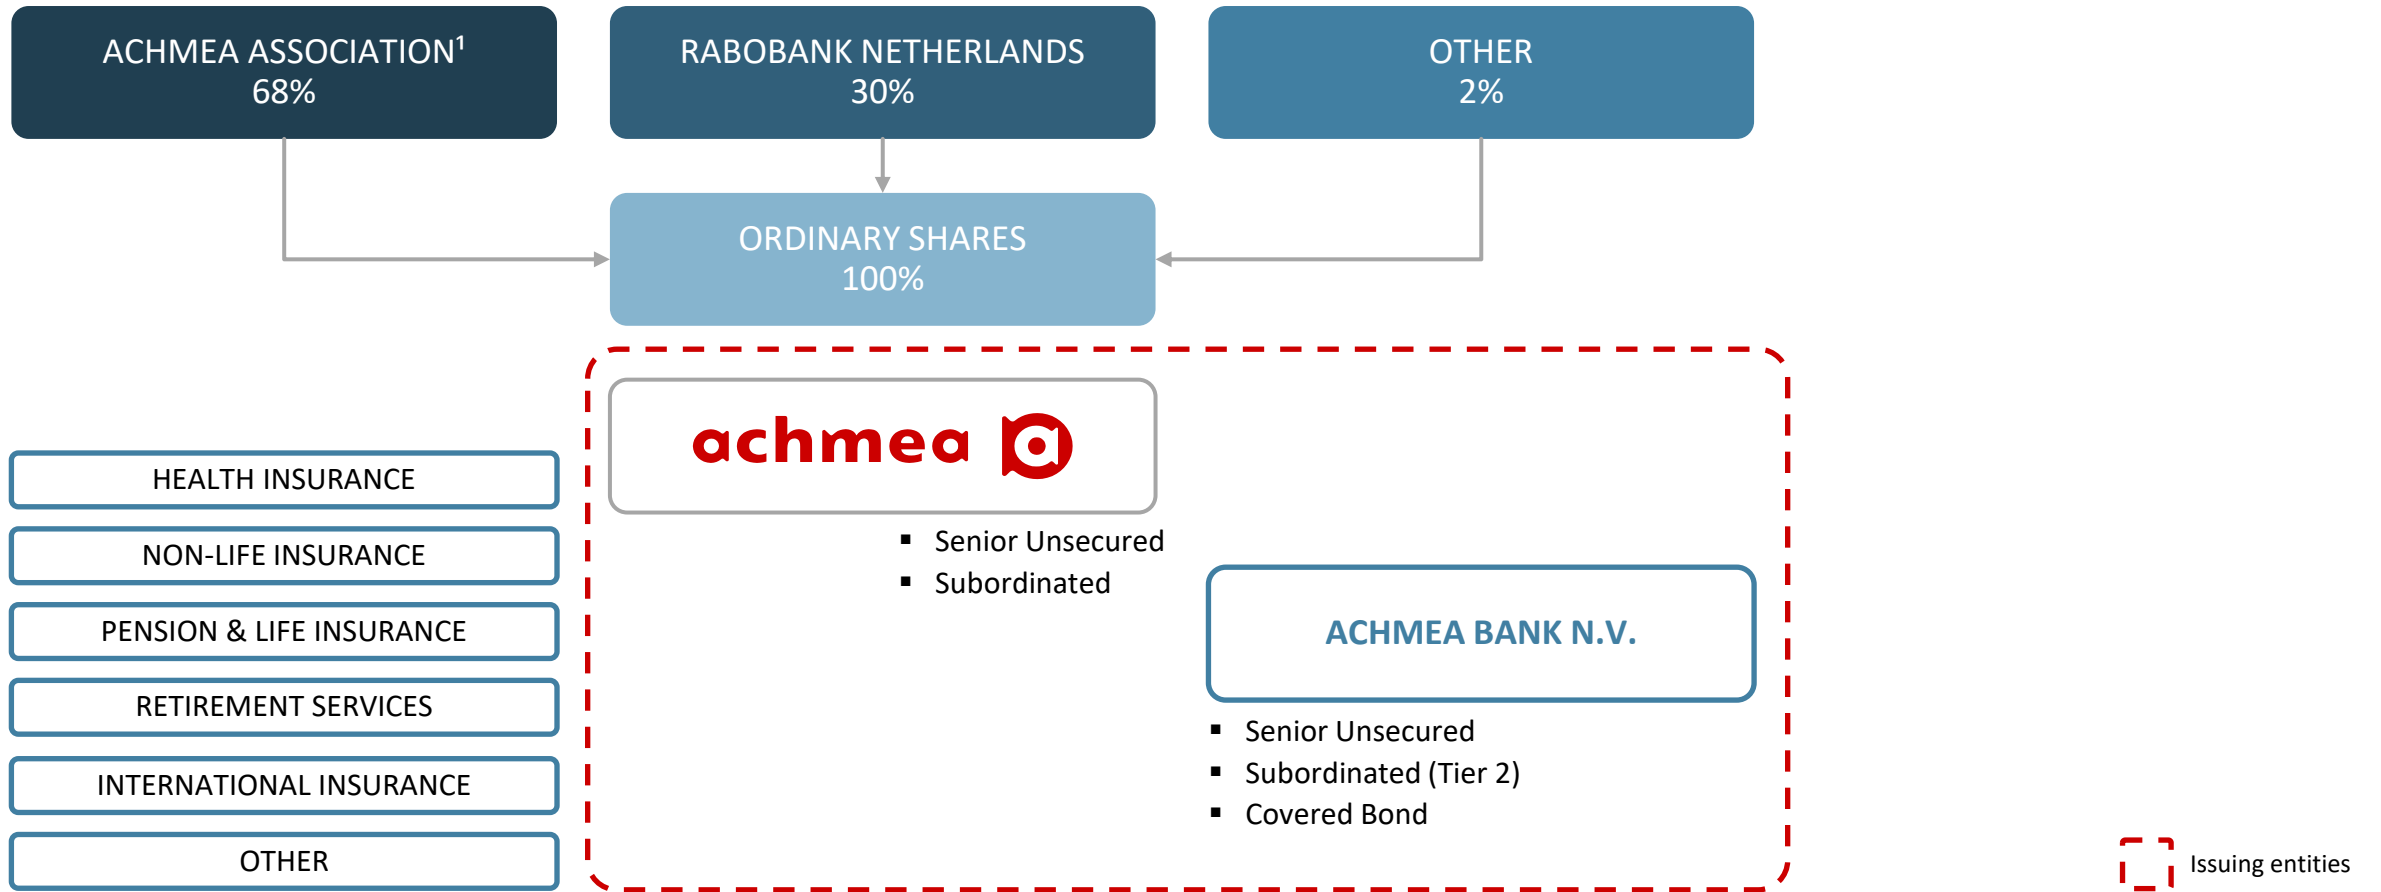 ACHMEA ASSOCIATION¹
68%
RABOBANK NETHERLANDS
30%
OTHER
2%
ORDINARY SHARES
100%
achmea
HEALTH INSURANCE
NON-LIFE INSURANCE
PENSION & LIFE INSURANCE
RETIREMENT SERVICES
INTERNATIONAL INSURANCE
OTHER
▪ Senior Unsecured
▪ Subordinated
ACHMEA BANK N.V.
▪ Senior Unsecured
▪ Subordinated (Tier 2)
▪ Covered Bond
Issuing entities